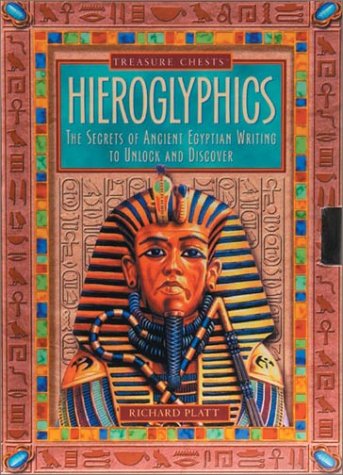 TREASURE CHESTS
HIEROGLYPHICS
THE SECRETS OF ANCIENT EGYPTIAN WRITING
TO UNLOCK AND DISCOVER
RICHARD PLATT